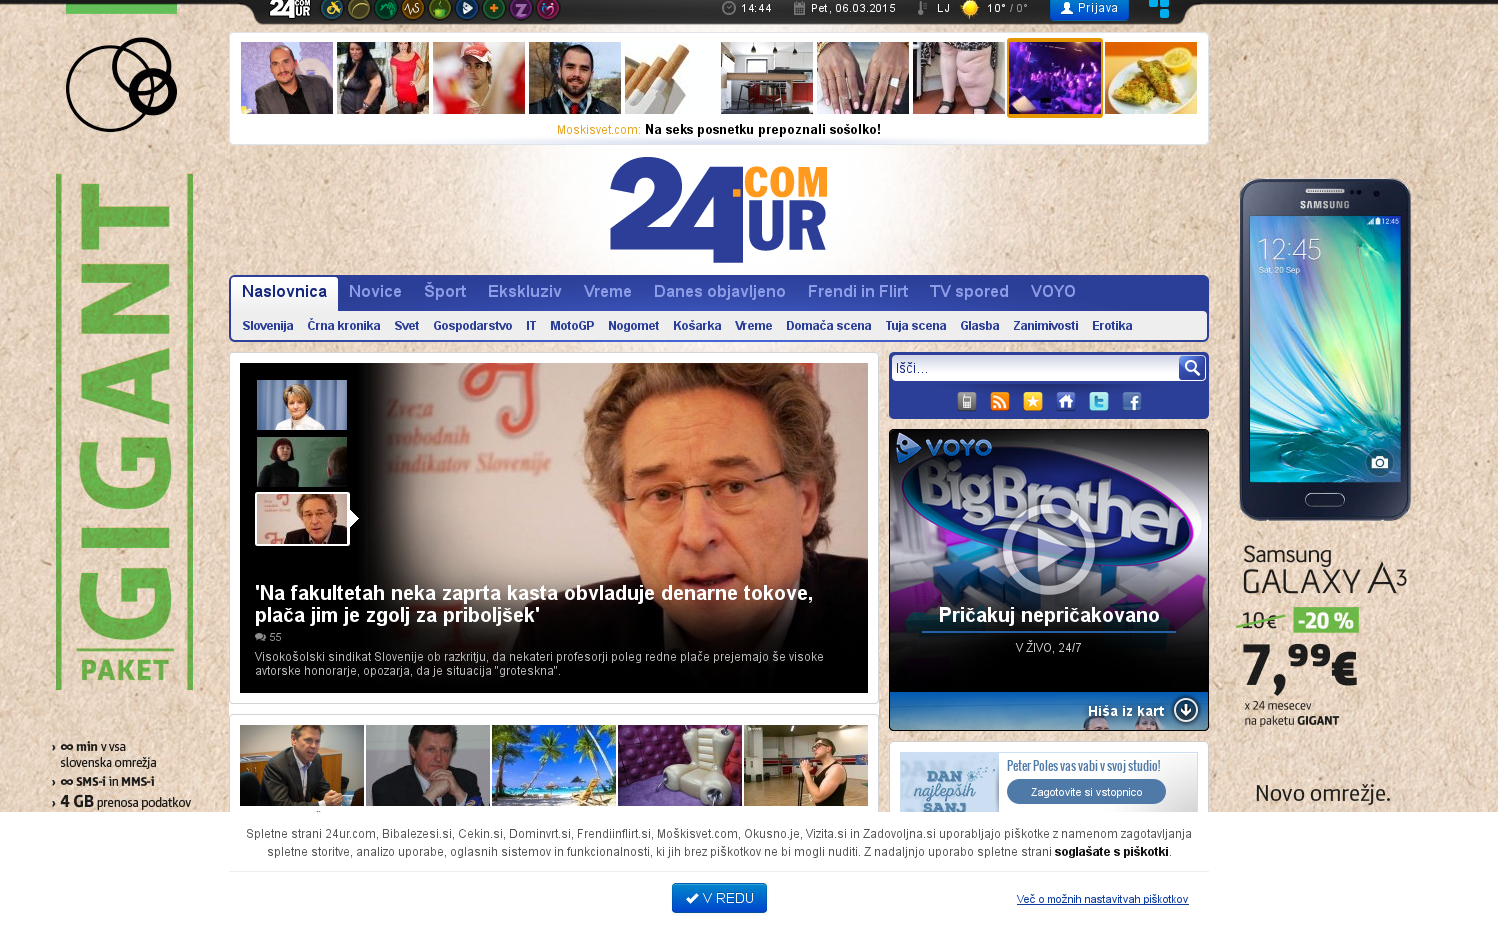 24UR.COM
14:44
Pet, 06.03.2015
LJ
10° / 0°
Prijava
Moskisvet.com: Na seks posnetku prepoznali sošolko!
24UR.COM
Naslovnica Novice Šport Ekskluziv Vreme Danes objavljeno Frendi in Flirt TV spored VOYO
Slovenija Črna kronika Svet Gospodarstvo IT MotoGP Nogomet Košarka Vreme Domača scena Tuja scena Glasba Zanimivosti Erotika
Zveza
svobodnih
sindikatov Slovenije
'Na fakultetah neka zaprta kasta obvladuje denarne tokove,
plača jim je zgolj za priboljšek'
55
Visokošolski sindikat Slovenije ob razkritju, da nekateri profesorji poleg redne plače prejemajo še visoke
avtorske honorarje, opozarja, da je situacija "groteskna".
Išči...
VOYO
Big Brother
Pričakuj nepričakovano
V ŽIVO, 24/7
Hiša iz kart
DAN
najlepših
SANJ
Peter Poles vas vabi v svoj studio!
Zagotovite si vstopnico
GIGANT
PAKET
› ∞ min v vsa
slovenska omrežja
› ∞ SMS-i in MMS-i
› 4 GB prenosa podatkov
SAMSUNG
12:45
12:45
Sat, 20 Sep
Samsung
GALAXY A3
10€ -20 %
7,99€
x 24 mesecev
na paketu GIGANT
Novo omrežje.
Spletne strani 24ur.com, Bibalezesi.si, Cekin.si, Dominvrt.si, Frendiinflirt.si, Moškisvet.com, Okusno.je, Vizita.si in Zadovoljna.si uporabljajo piškotke z namenom zagotavljanja
spletne storitve, analizo uporabe, oglasnih sistemov in funkcionalnosti, ki jih brez piškotkov ne bi mogli nuditi. Z nadaljnjo uporabo spletne strani soglašate s piškotki.
V REDU
Več o možnih nastavitvah piškotkov